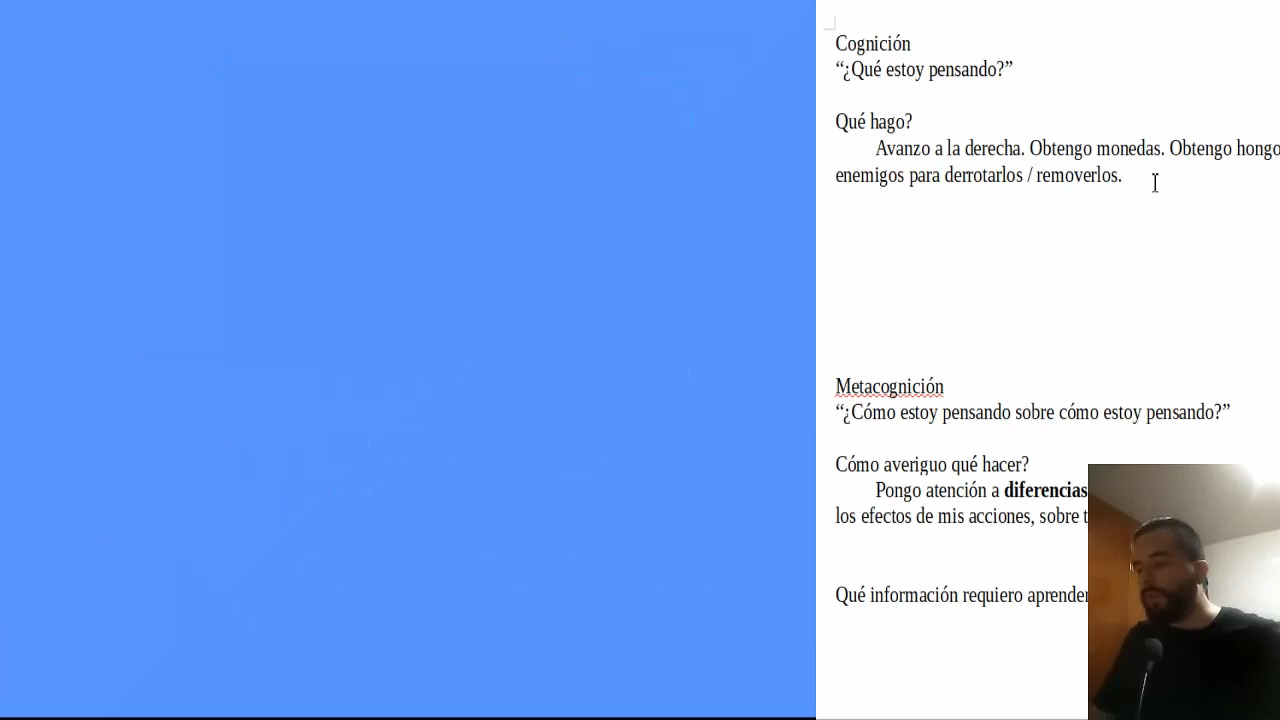 Cognición
“¿Qué estoy pensando?”
Qué hago?
Avanzo a la derecha. Obtengo monedas. Obtengo hongo
enemigos para derrotarlos / removerlos.
Metacognición
“¿Cómo estoy pensando sobre cómo estoy pensando?”
Cómo averiguo qué hacer?
Pongo atención a diferencias
los efectos de mis acciones, sobre t
Qué información requiero aprender